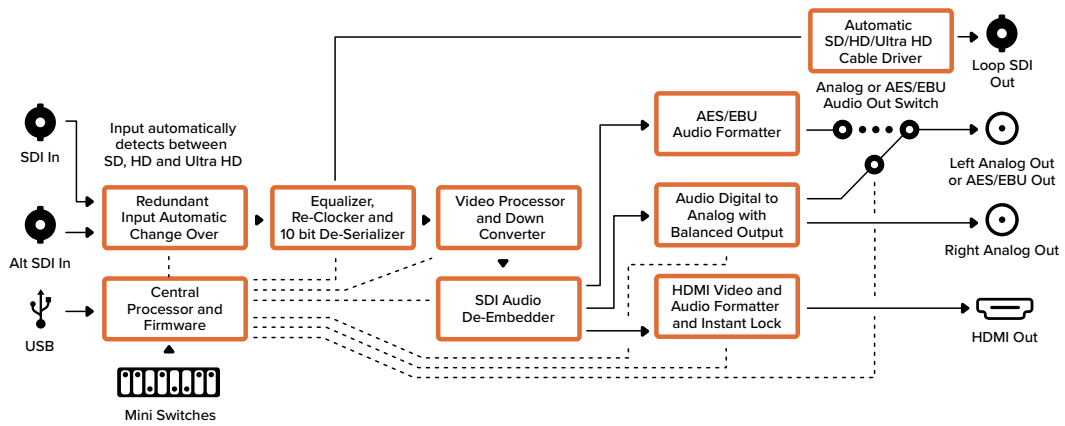 Automatic
SD/HD/Ultra HD
Cable Driver
Loop SDI
Out
Analog or AES/EBU
Audio Out Switch
SDI In
Input automatically
detects between
SD, HD and Ultra HD
AES/EBU
Audio Formatter
Left Analog Out
or AES/EBU Out
Alt SDI In
Redundant
Input Automatic
Change Over
Equalizer,
Re-Clocker and
10 bit De-Serializer
Video Processor
and Down
Converter
Audio Digital to
Analog with
Balanced Output
Right Analog Out
USB
Central
Processor and
Firmware
SDI Audio
De-Embedder
HDMI Video and
Audio Formatter
and Instant Lock
HDMI Out
Mini Switches